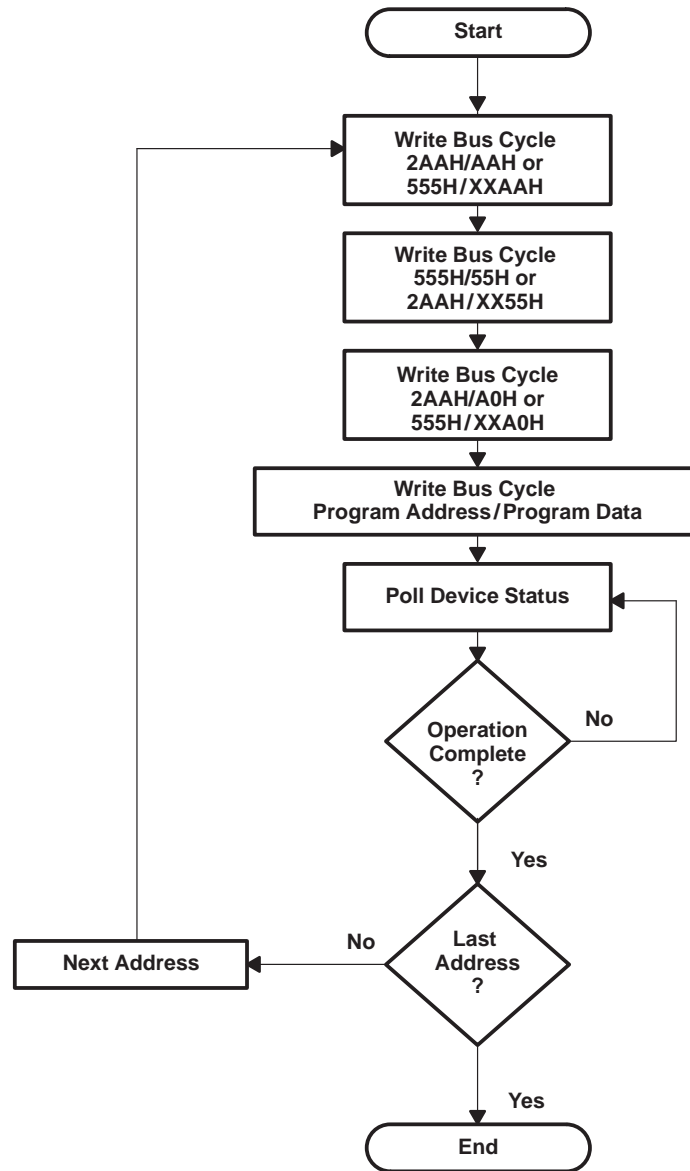 Start
Write Bus Cycle
2AAH/AAH or
555H/XXAAH
Write Bus Cycle
555H/55H or
2AAH/XX55H
Write Bus Cycle
2AAH/A0H or
555H/XXA0H
Write Bus Cycle
Program Address/Program Data
Poll Device Status
Operation
Complete
?
No
Yes
Last
Address
?
No
Next Address
Yes
End